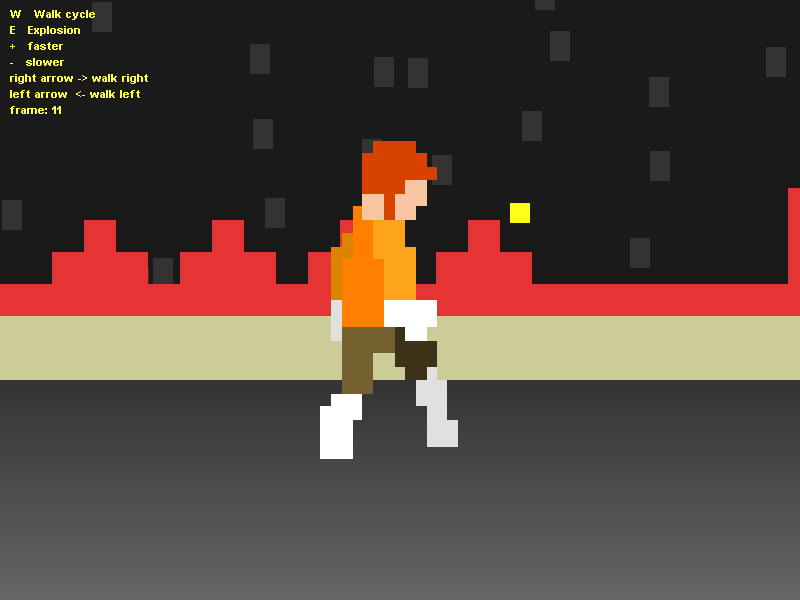 W Walk cycle
E Explosion
+ faster
- slower
right arrow -> walk right
left arrow <- walk left
frame: 11